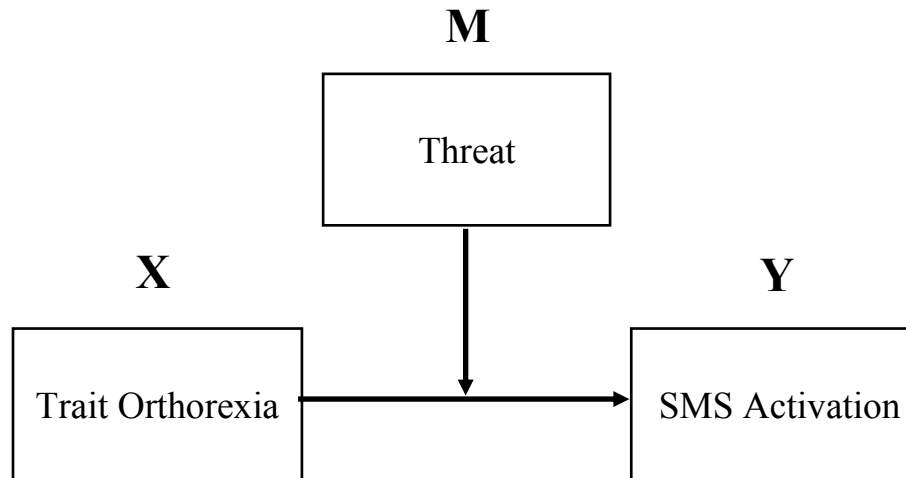 M
Threat
X
Y
Trait Orthorexia
SMS Activation